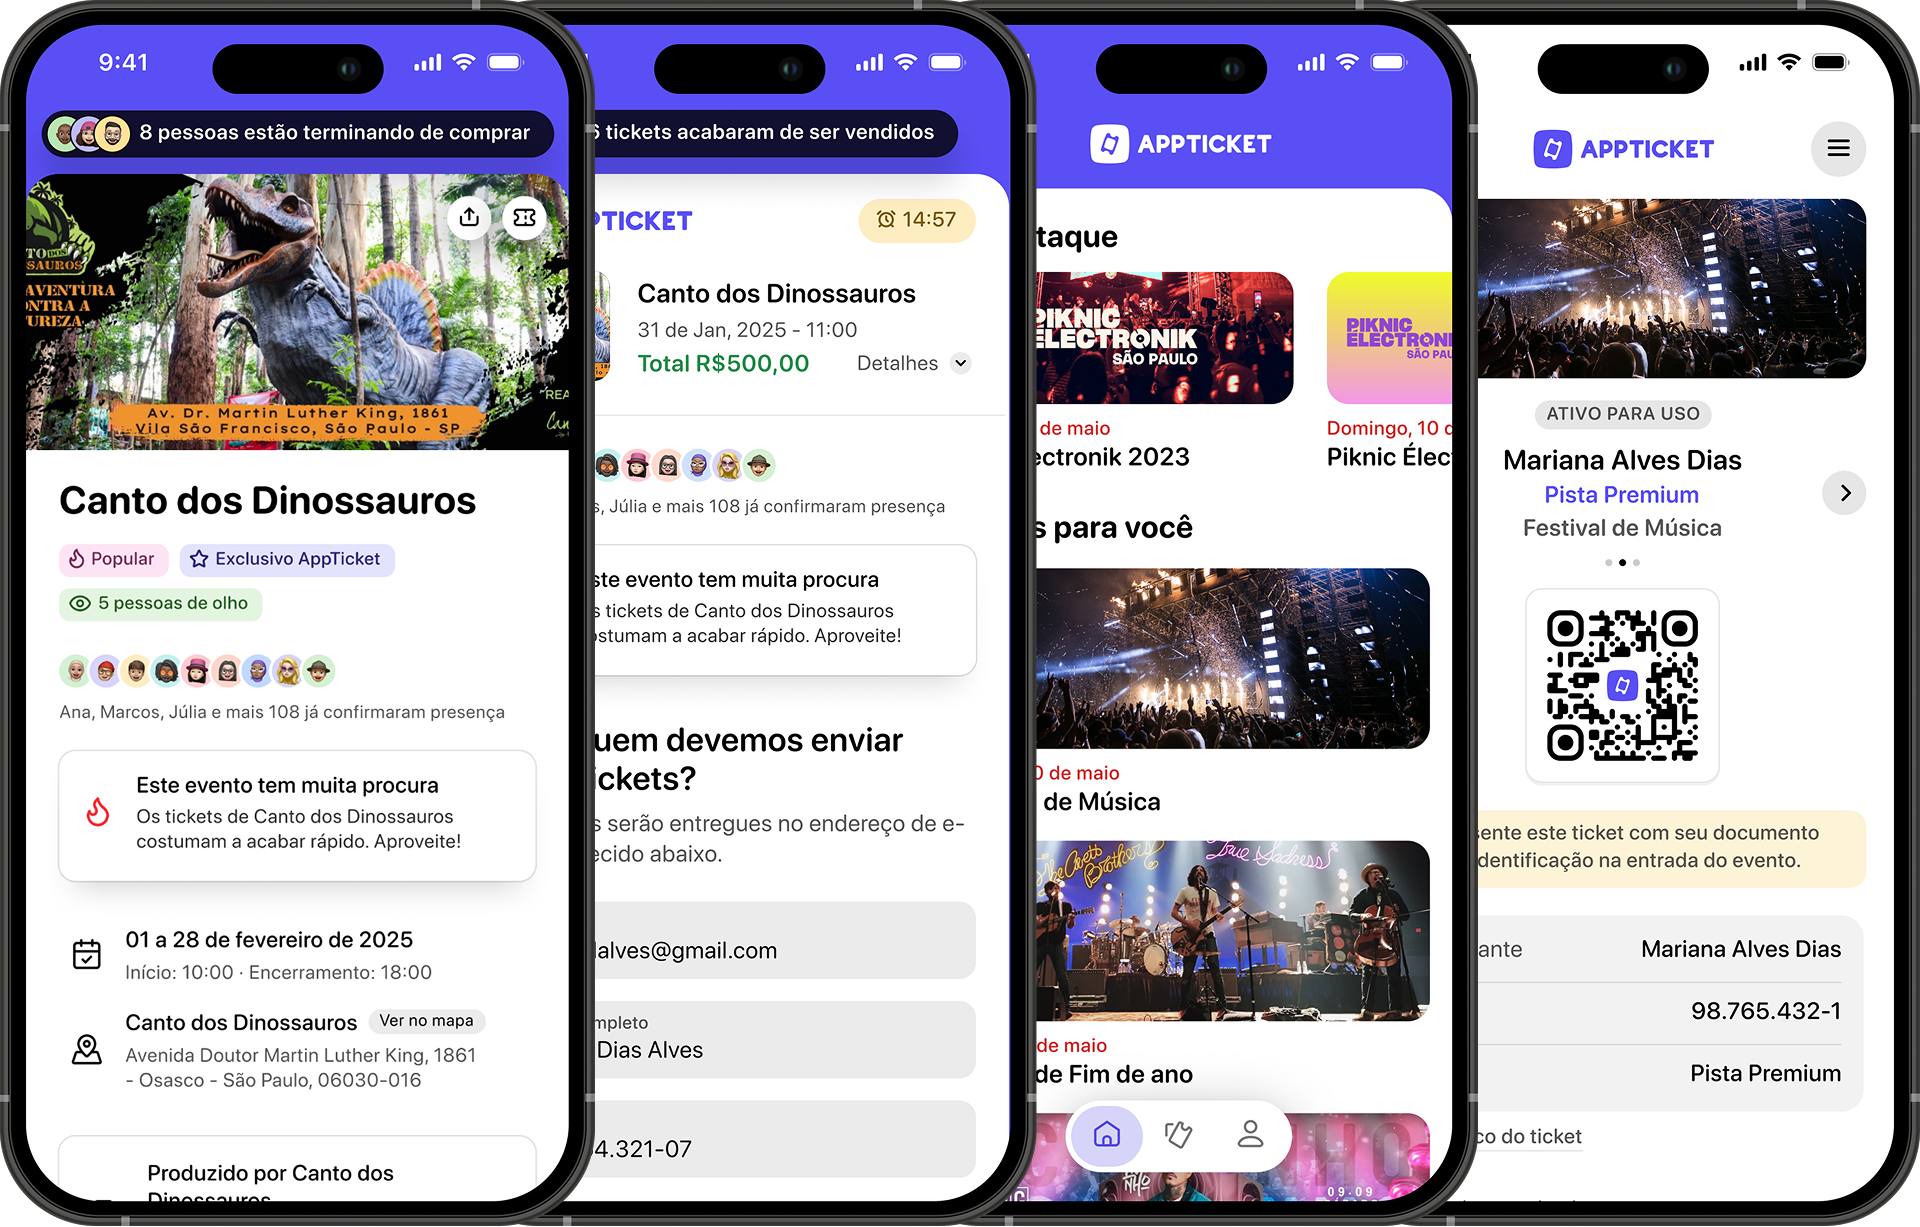 9:41
8 pessoas estão terminando de comprar
AVENTURA
CONTRA A
Av. Dr. Martin Luther King, 1861
Vila São Francisco, São Paulo - SP
Canto dos Dinossauros
Popular
Exclusivo AppTicket
5 pessoas de olho
Ana, Marcos, Júlia e mais 108 já confirmaram presença
Este evento tem muita procura
Os tickets de Canto dos Dinossauros
costumam a acabar rápido. Aproveite!
01 a 28 de fevereiro de 2025
Início: 10:00 · Encerramento: 18:00
Canto dos Dinossauros
Ver no mapa
Avenida Doutor Martin Luther King, 1861
- Osasco - São Paulo, 06030-016
Produzido por Canto dos
Dinossauros
6 tickets acabaram de ser vendidos
PTICKET
14:57
Canto dos Dinossauros
31 de Jan, 2025 - 11:00
Total R$500,00
Detalhes
s, Júlia e mais 108 já confirmaram presença
ste evento tem muita procura
s tickets de Canto dos Dinossauros
ostumam a acabar rápido. Aproveite!
uem devemos enviar
ickets?
s serão entregues no endereço de e-
ecido abaixo.
alves@gmail.com
mpleto
Dias Alves
4.321-07
APPTICKET
taque
PIKNIC
ELECTRONIK
SÃO PAULO
de maio
ectronik 2023
PIKNIC
ELECTRONI
SÃO PAU
Domingo, 10 d
Piknic Élec
s para você
0 de maio
de Música
The Avett Brothers
True Sadness
de maio
de Fim de ano
NHO
09.09
APPTICKET
ATIVO PARA USO
Mariana Alves Dias
Pista Premium
Festival de Música
sente este ticket com seu documento
dentificação na entrada do evento.
ante
Mariana Alves Dias
98.765.432-1
Pista Premium
co do ticket